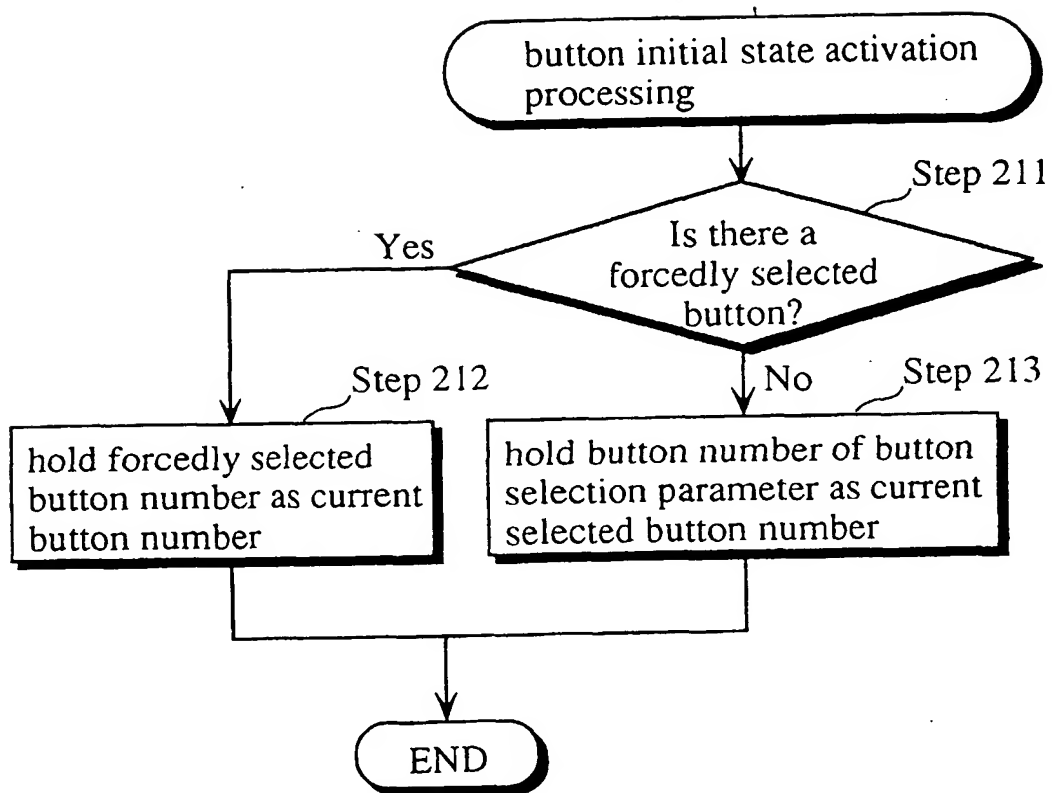 button initial state activation
processing
Step 211
Is there a
forcedly selected
button?
Yes
No
Step 212
hold forcedly selected
button number as current
button number
Step 213
hold button number of button
selection parameter as current
selected button number
END